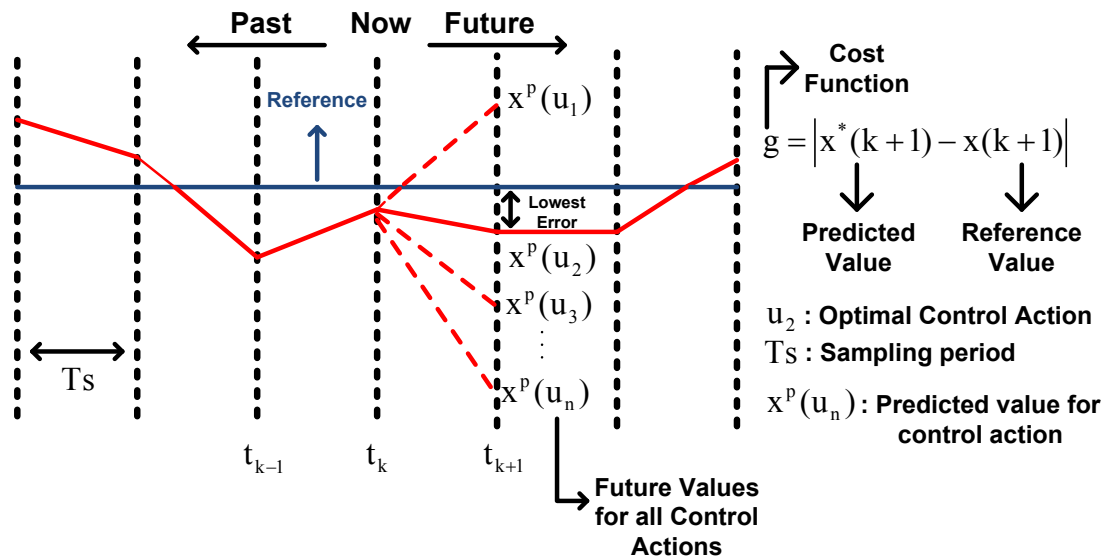 Past Now Future
Reference
x^p(u_1)
Lowest
Error
x^p(u_2)
x^p(u_3)
⋮
x^p(u_n)
Ts
t_{k-1} t_k t_{k+1}
Future Values
for all Control
Actions
Cost
Function
g = |x^*(k+1) − x(k+1)|
Predicted
Value
Reference
Value
u_2 : Optimal Control Action
Ts : Sampling period
x^p(u_n) : Predicted value for
control action